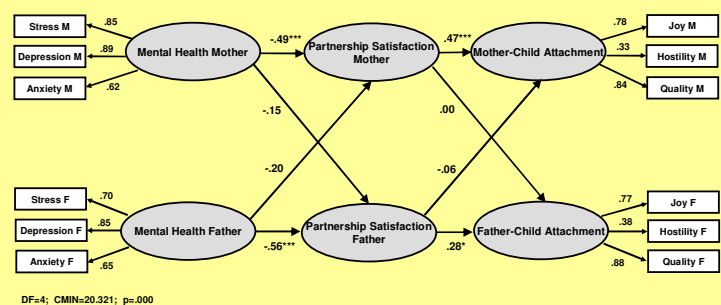 Stress M
.85
Depression M
.89
Anxiety M
.62
Mental Health Mother
-.49***
Partnership Satisfaction
Mother
.47***
Mother-Child Attachment
.78
Joy M
.33
Hostility M
.84
Quality M
-.15
.00
-.20
-.06
Stress F
.70
Depression F
.85
Anxiety F
.65
Mental Health Father
-.56***
Partnership Satisfaction
Father
.28*
Father-Child Attachment
.77
Joy F
.38
Hostility F
.88
Quality F
DF=4; CMIN=20.321; p=.000